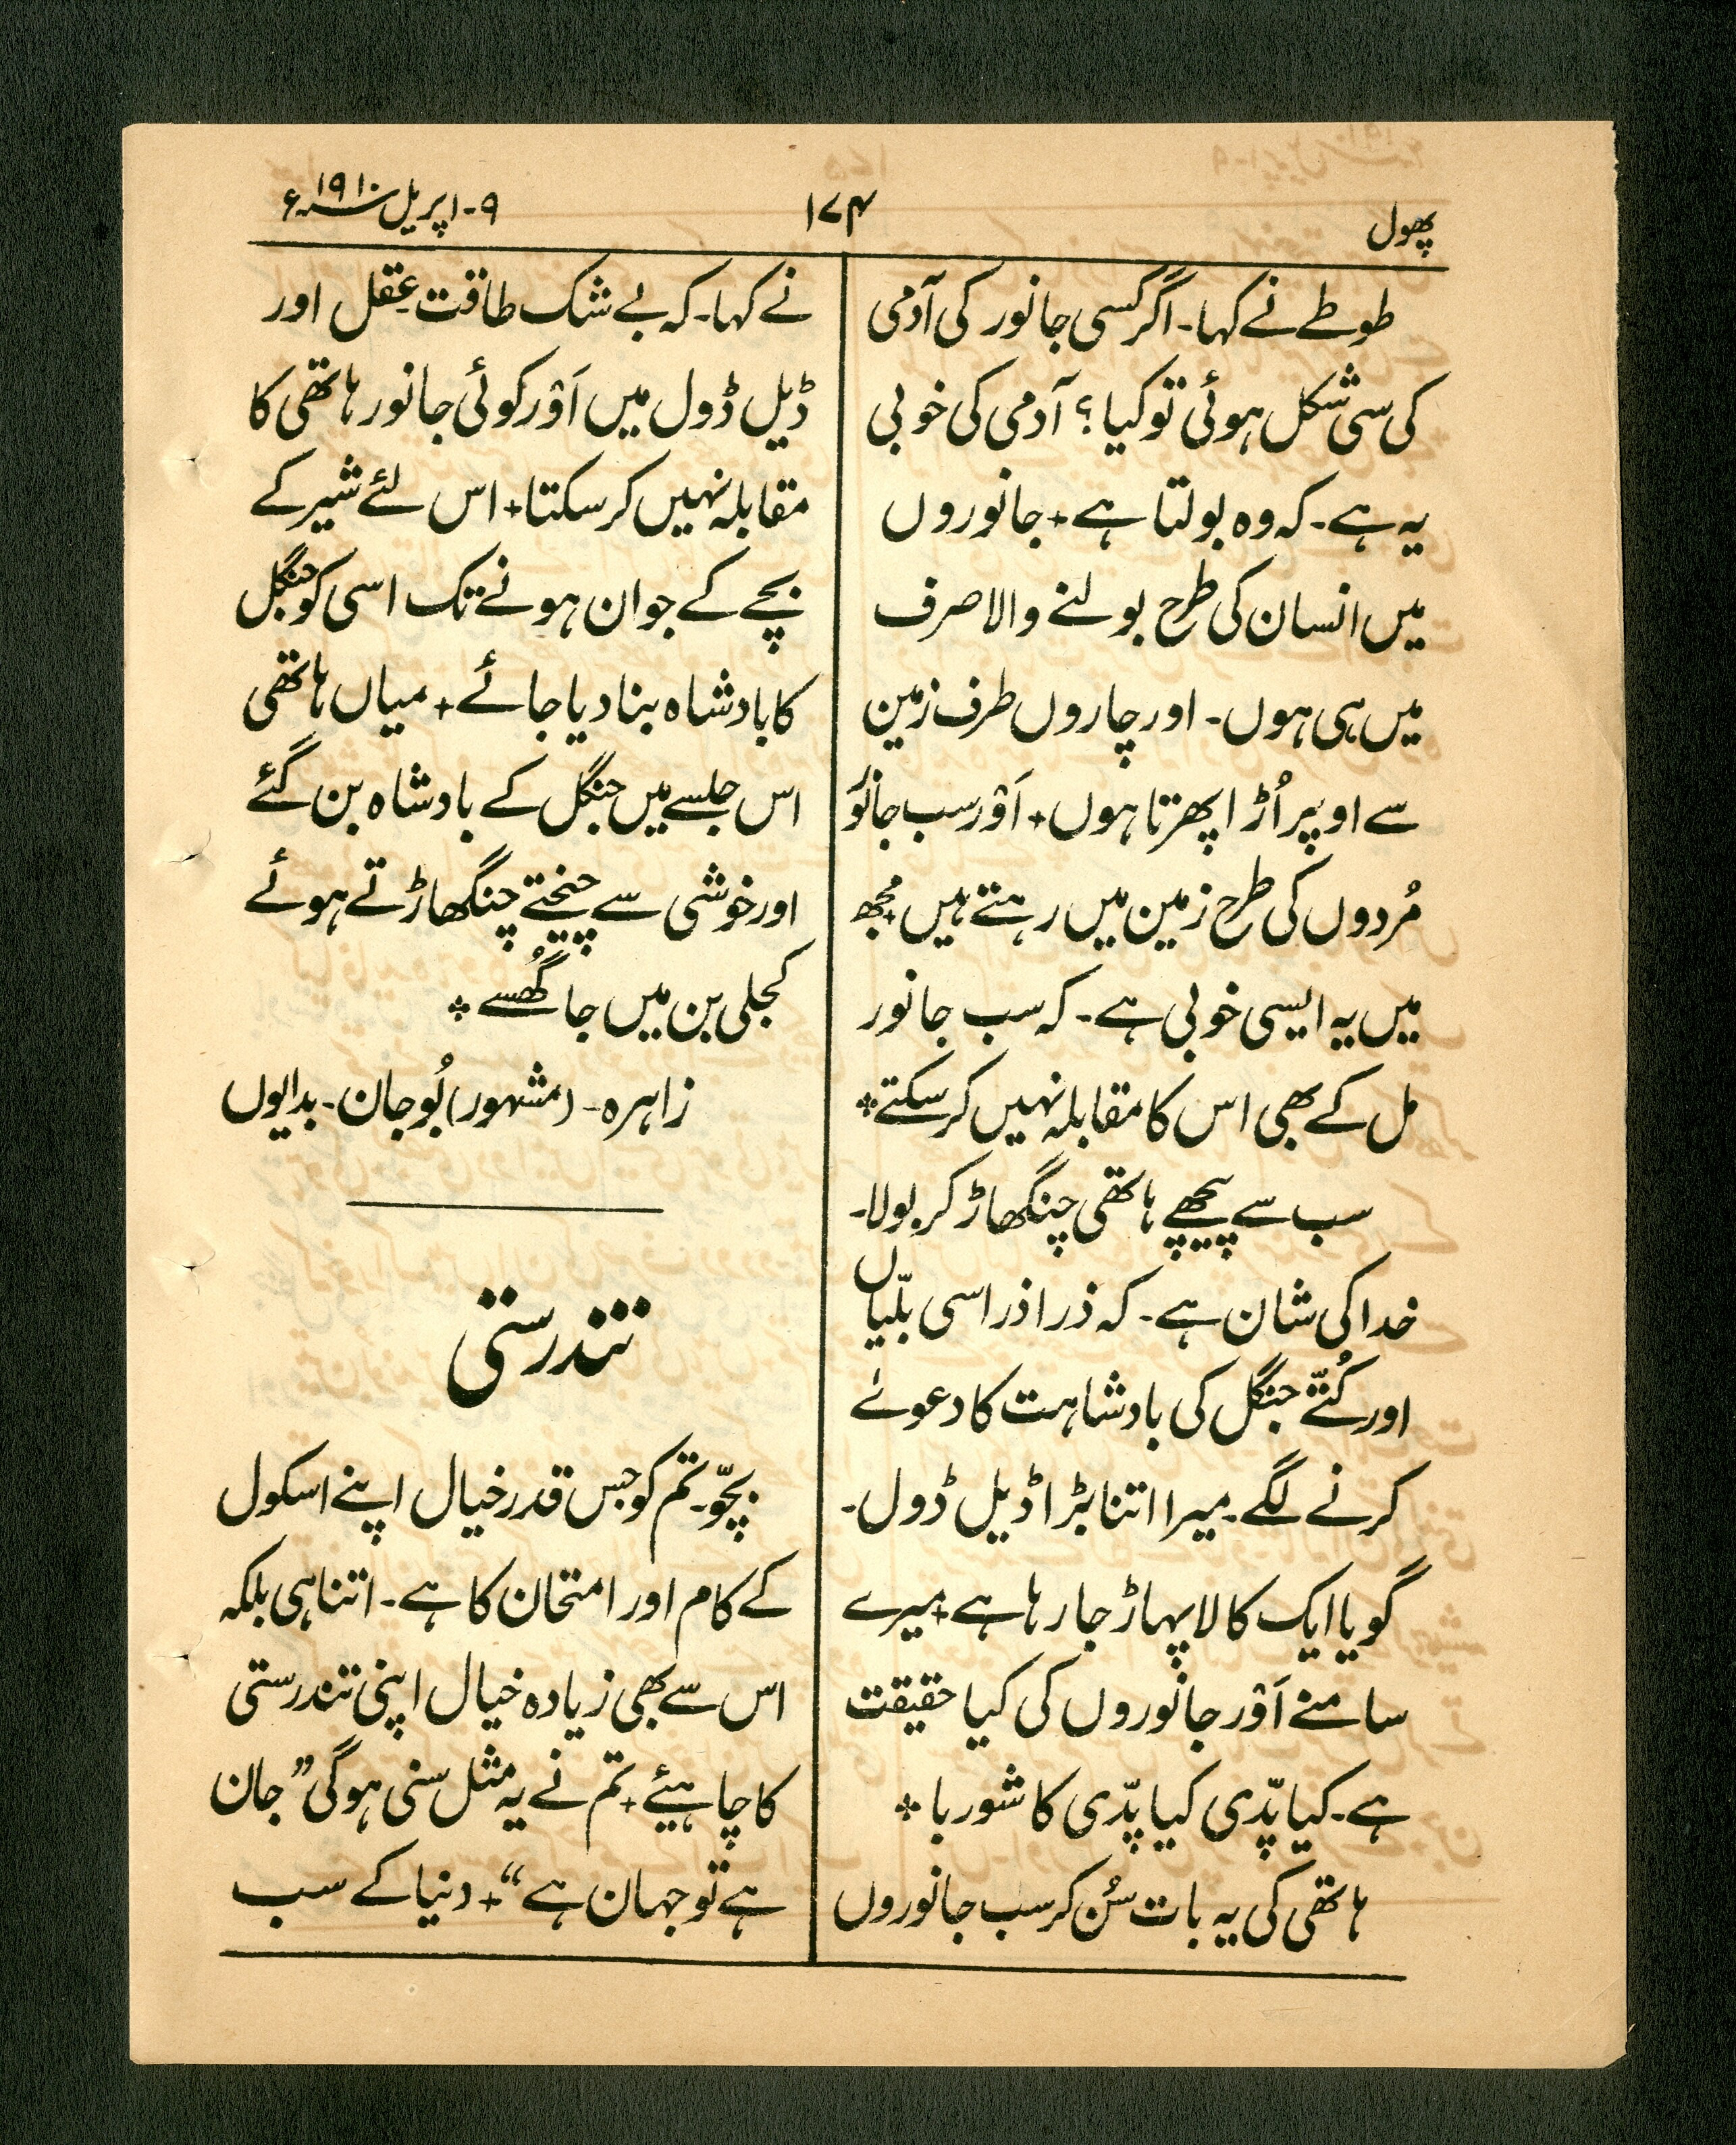 پھول
۱۷۴
۹-اپریل ۱۹۱۰ء
طوطے نے کہا۔ اگر کسی جانور کی آدمی
کی سی شکل ہوئی تو کیا؟ آدمی کی خوبی
یہ ہے۔ کہ وہ بولتا ہے + جانوروں
میں انسان کی طرح بولنے والا صرف
میں ہی ہوں۔ اور چاروں طرف زمین
سے اوپر اُڑا پھرتا ہوں + اَوْر سب جانور
مُردوں کی طرح زمین میں رہتے ہیں + مجھ
میں یہ ایسی خوبی ہے۔ کہ سب جانور
مل کے بھی اس کا مقابلہ نہیں کر سکتے ٭
سب سے پیچھے ہاتھی چنگھاڑ کر بولا۔
خدا کی شان ہے۔ کہ ذرا ذرا سی بلّیاں
اور کُتّے جنگل کی بادشاہت کا دعوےٰ
کرنے لگے۔ میرا اتنا بڑا ڈیل ڈول۔
گویا ایک کالا پہاڑ جا رہا ہے + میرے
سامنے اَوْر جانوروں کی کیا حقیقت
ہے۔ کیا پدّی کیا پدّی کا شوربا ٭
ہاتھی کی یہ بات سُن کر سب جانوروں
نے کہا۔ کہ بے شک طاقت عقل اور
ڈیل ڈول میں اَوْر کوئی جانور ہاتھی کا
مقابلہ نہیں کر سکتا + اس لئے شیر کے
بچے کے جوان ہونے تک اسی کو جنگل
کا بادشاہ بنا دیا جائے + میاں ہاتھی
اس جلسے میں جنگل کے بادشاہ بن گئے
اور خوشی سے چیختے چنگھاڑتے ہوئے
کجلی بن میں جا گُھسے ٭
زاہرہ۔ (مشہور) بُوجان۔ بدایوں
تندرستی
بچّو۔ تم کو جس قدر خیال اپنے اسکول
کے کام اور امتحان کا ہے۔ اتنا ہی بلکہ
اس سے بھی زیادہ خیال اپنی تندرستی
کا چاہیئے + تم نے یہ مثل سنی ہوگی ”جان
ہے تو جہان ہے“ + دنیا کے سب